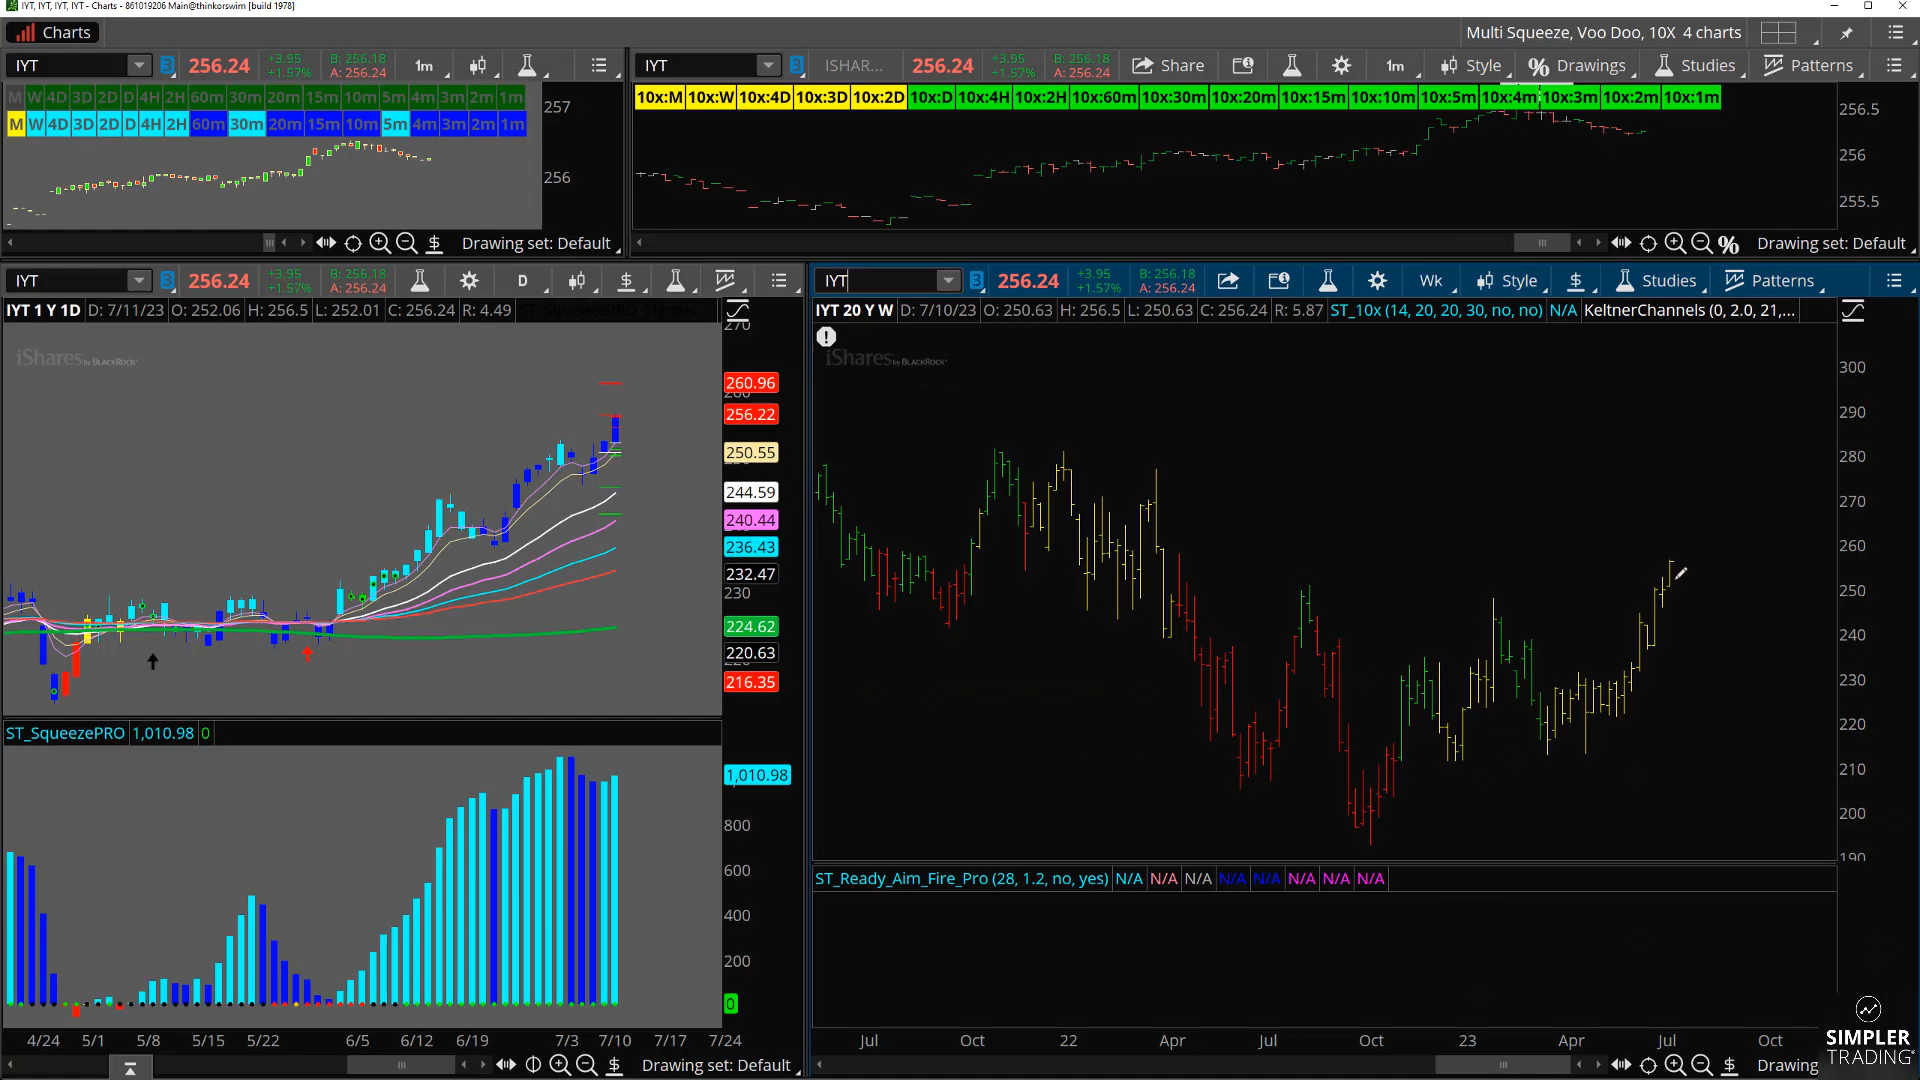 IYT, IYT, IYT, IYT - Charts - 861019206 Main@thinkorswim [build 1978]
Charts
Multi Squeeze, Voo Doo, 10X 4 charts
IYT 3 256.24 +3.95 +1.57% B: 256.18 A: 256.24 1m
IYT 3 ISHAR... 256.24 +3.95 +1.57% B: 256.18 A: 256.24 Share 1m Style % Drawings Studies Patterns
M W 4D 3D 2D D 4H 2H 60m 30m 20m 15m 10m 5m 4m 3m 2m 1m
M W 4D 3D 2D D 4H 2H 60m 30m 20m 15m 10m 5m 4m 3m 2m 1m
257
256
10x:M 10x:W 10x:4D 10x:3D 10x:2D 10x:D 10x:4H 10x:2H 10x:60m 10x:30m 10x:20m 10x:15m 10x:10m 10x:5m 10x:4m 10x:3m 10x:2m 10x:1m
256.5
256
255.5
$ Drawing set: Default
% Drawing set: Default
IYT 3 256.24 +3.95 +1.57% B: 256.18 A: 256.24 D $
IYT 1 Y 1D D: 7/11/23 O: 252.06 H: 256.5 L: 252.01 C: 256.24 R: 4.49
iShares by BLACKROCK
270
260.96
256.22
250.55
244.59
240.44
236.43
232.47
230
224.62
220.63
216.35
ST_SqueezePRO 1,010.98 0
1,010.98
800
600
400
200
0
4/24 5/1 5/8 5/15 5/22 6/5 6/12 6/19 7/3 7/10 7/17 7/24
$ Drawing set: Default
IYT 3 256.24 +3.95 +1.57% B: 256.18 A: 256.24 Wk Style $ Studies Patterns
IYT 20 Y W D: 7/10/23 O: 250.63 H: 256.5 L: 250.63 C: 256.24 R: 5.87 ST_10x (14, 20, 20, 30, no, no) N/A KeltnerChannels (0, 2.0, 21,...
iShares by BLACKROCK
300
290
280
270
260
250
240
230
220
210
200
190
ST_Ready_Aim_Fire_Pro (28, 1.2, no, yes) N/A N/A N/A N/A N/A N/A N/A N/A
Jul Oct 22 Apr Jul Oct 23 Apr Jul Oct
$ Drawing
SIMPLER
TRADING